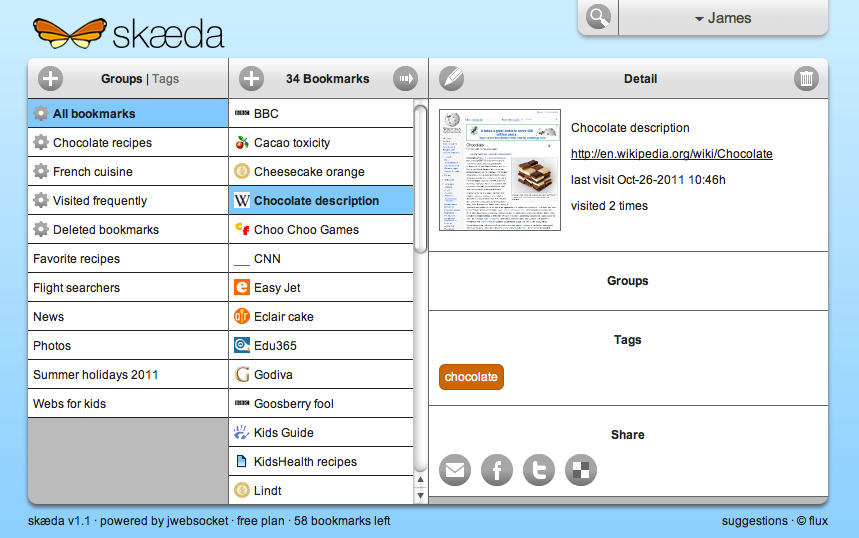 skæda
James
Groups | Tags
34 Bookmarks
Detail
All bookmarks
Chocolate recipes
French cuisine
Visited frequently
Deleted bookmarks
Favorite recipes
Flight searchers
News
Photos
Summer holidays 2011
Webs for kids
BBC
Cacao toxicity
Cheesecake orange
W Chocolate description
Choo Choo Games
CNN
Easy Jet
Eclair cake
Edu365
Godiva
BBC Goosberry fool
Kids Guide
KidsHealth recipes
Lindt
Chocolate description
http://en.wikipedia.org/wiki/Chocolate
last visit Oct-26-2011 10:46h
visited 2 times
Groups
Tags
chocolate
Share
skæda v1.1 · powered by jwebsocket · free plan · 58 bookmarks left
suggestions · © flux